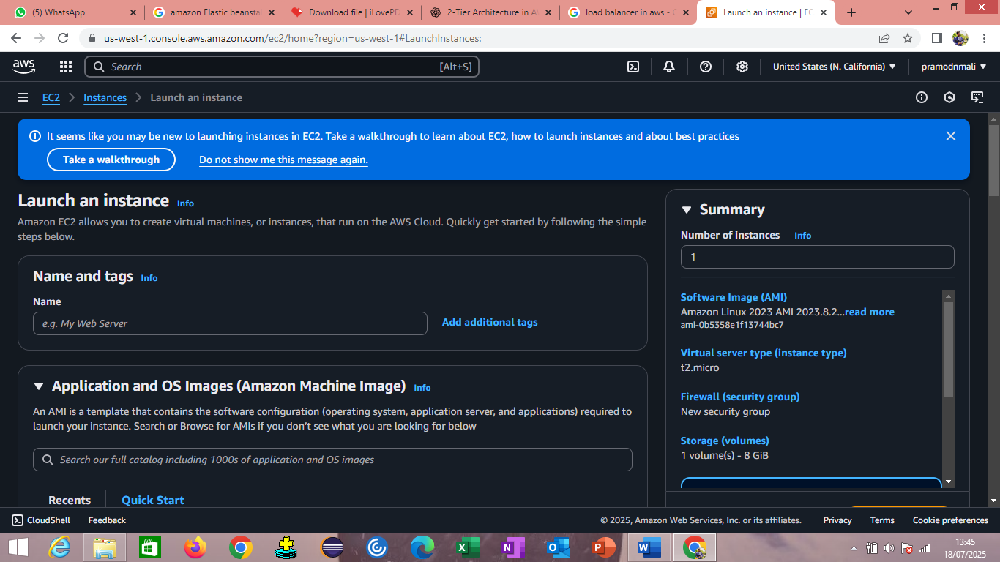 (5) WhatsApp
amazon Elastic beansta
Download file | iLovePD
2-Tier Architecture in A
load balancer in aws - G
Launch an instance | EC
us-west-1.console.aws.amazon.com/ec2/home?region=us-west-1#LaunchInstances:
aws
Search
[Alt+S]
United States (N. California)
pramodnmali
EC2
Instances
Launch an instance
It seems like you may be new to launching instances in EC2. Take a walkthrough to learn about EC2, how to launch instances and about best practices
Take a walkthrough
Do not show me this message again.
Launch an instance Info
Amazon EC2 allows you to create virtual machines, or instances, that run on the AWS Cloud. Quickly get started by following the simple
steps below.
Name and tags Info
Name
e.g. My Web Server
Add additional tags
Application and OS Images (Amazon Machine Image) Info
An AMI is a template that contains the software configuration (operating system, application server, and applications) required to
launch your instance. Search or Browse for AMIs if you don’t see what you are looking for below
Search our full catalog including 1000s of application and OS images
Recents
Quick Start
Summary
Number of instances Info
1
Software Image (AMI)
Amazon Linux 2023 AMI 2023.8.2...read more
ami-0b5358e1f13744bc7
Virtual server type (instance type)
t2.micro
Firewall (security group)
New security group
Storage (volumes)
1 volume(s) - 8 GiB
CloudShell
Feedback
© 2025, Amazon Web Services, Inc. or its affiliates.
Privacy
Terms
Cookie preferences
13:45
18/07/2025